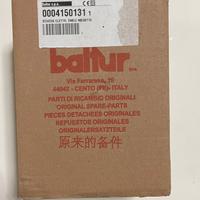 0004150131 1
baltur
Via Ferrarese, 10
44042 - CENTO (FE) - ITALY
PARTI DI RICAMBIO ORIGINALI
ORIGINAL SPARE-PARTS
PIECES DETACHEES ORIGINALES
REPUESTOS ORIGINALES
ORIGINALERSATZTEILE
原来的备件